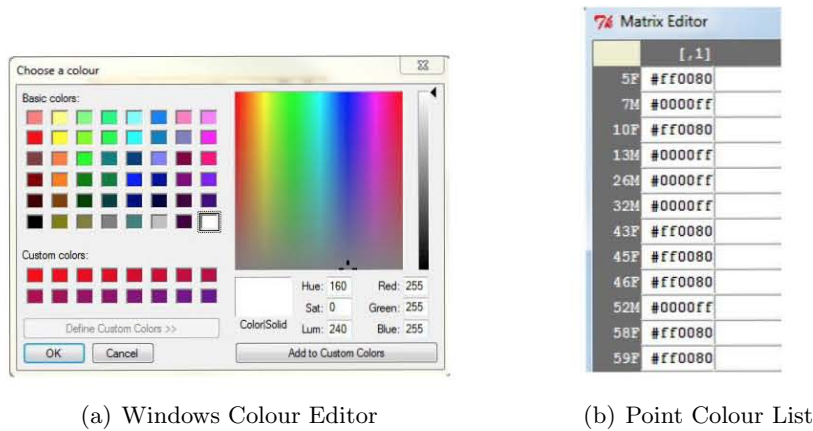 Choose a colour
Basic colors:
Custom colors:
Define Custom Colors >>
OK Cancel
Color|Solid
Hue: 160 Red: 255
Sat: 0 Green: 255
Lum: 240 Blue: 255
Add to Custom Colors
(a) Windows Colour Editor
Matrix Editor
[,1]
5F #ff0080
7M #0000ff
10F #ff0080
13M #0000ff
26M #0000ff
32M #0000ff
43F #ff0080
45F #ff0080
46F #ff0080
52M #0000ff
58F #ff0080
59F #ff0080
(b) Point Colour List